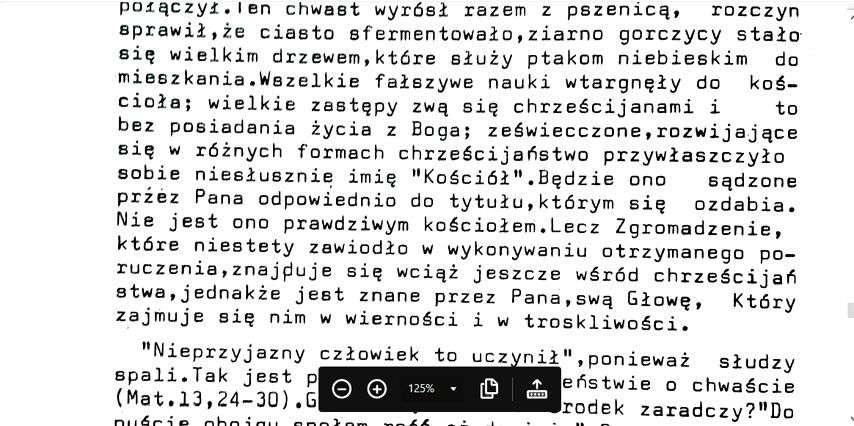 połączył.Ten chwast wyrósł razem z pszenicą, rozczyn
sprawił,że ciasto sfermentowało,ziarno gorczycy stało
się wielkim drzewem,które służy ptakom niebieskim do
mieszkania.Wszelkie fałszywe nauki wtargnęły do koś-
cioła; wielkie zastępy zwą się chrześcijanami i to
bez posiadania życia z Boga; zeświecczone,rozwijające
się w różnych formach chrześcijaństwo przywłaszczyło
sobie niesłusznie imię "Kościół".Będzie ono sądzone
przez Pana odpowiednio do tytułu,którym się ozdabia.
Nie jest ono prawdziwym kościołem.Lecz Zgromadzenie,
które niestety zawiodło w wykonywaniu otrzymanego po-
ruczenia,znajduje się wciąż jeszcze wśród chrześcijań
stwa,jednakże jest znane przez Pana,swą Głowę, Który
zajmuje się nim w wierności i w troskliwości.
"Nieprzyjazny człowiek to uczynił",ponieważ słudzy
spali.Tak jest p eństwie o chwaście
(Mat.13,24-30).G rodek zaradczy?"Do
125%